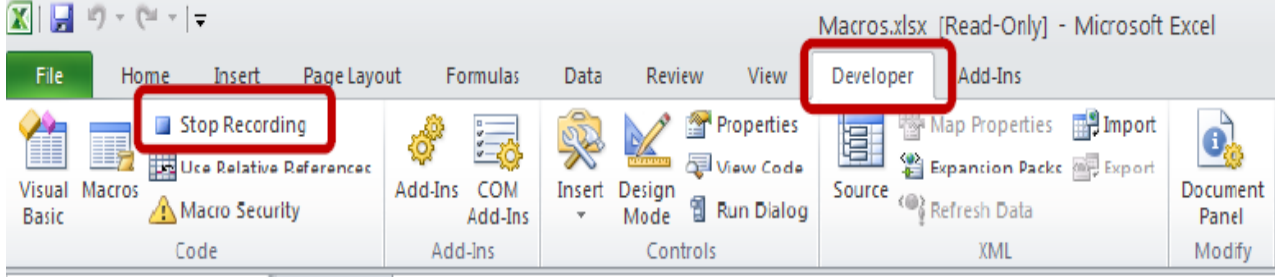 Macros.xlsx [Read-Only] - Microsoft Excel
File Home Insert Page Layout Formulas Data Review View Developer Add-Ins
Stop Recording Properties Map Properties Import
Use Relative References View Code Expansion Packs Export
Visual Basic Macros Macro Security Add-Ins COM Add-Ins Insert Design Mode Run Dialog Source Refresh Data Document Panel
Code Add-Ins Controls XML Modify